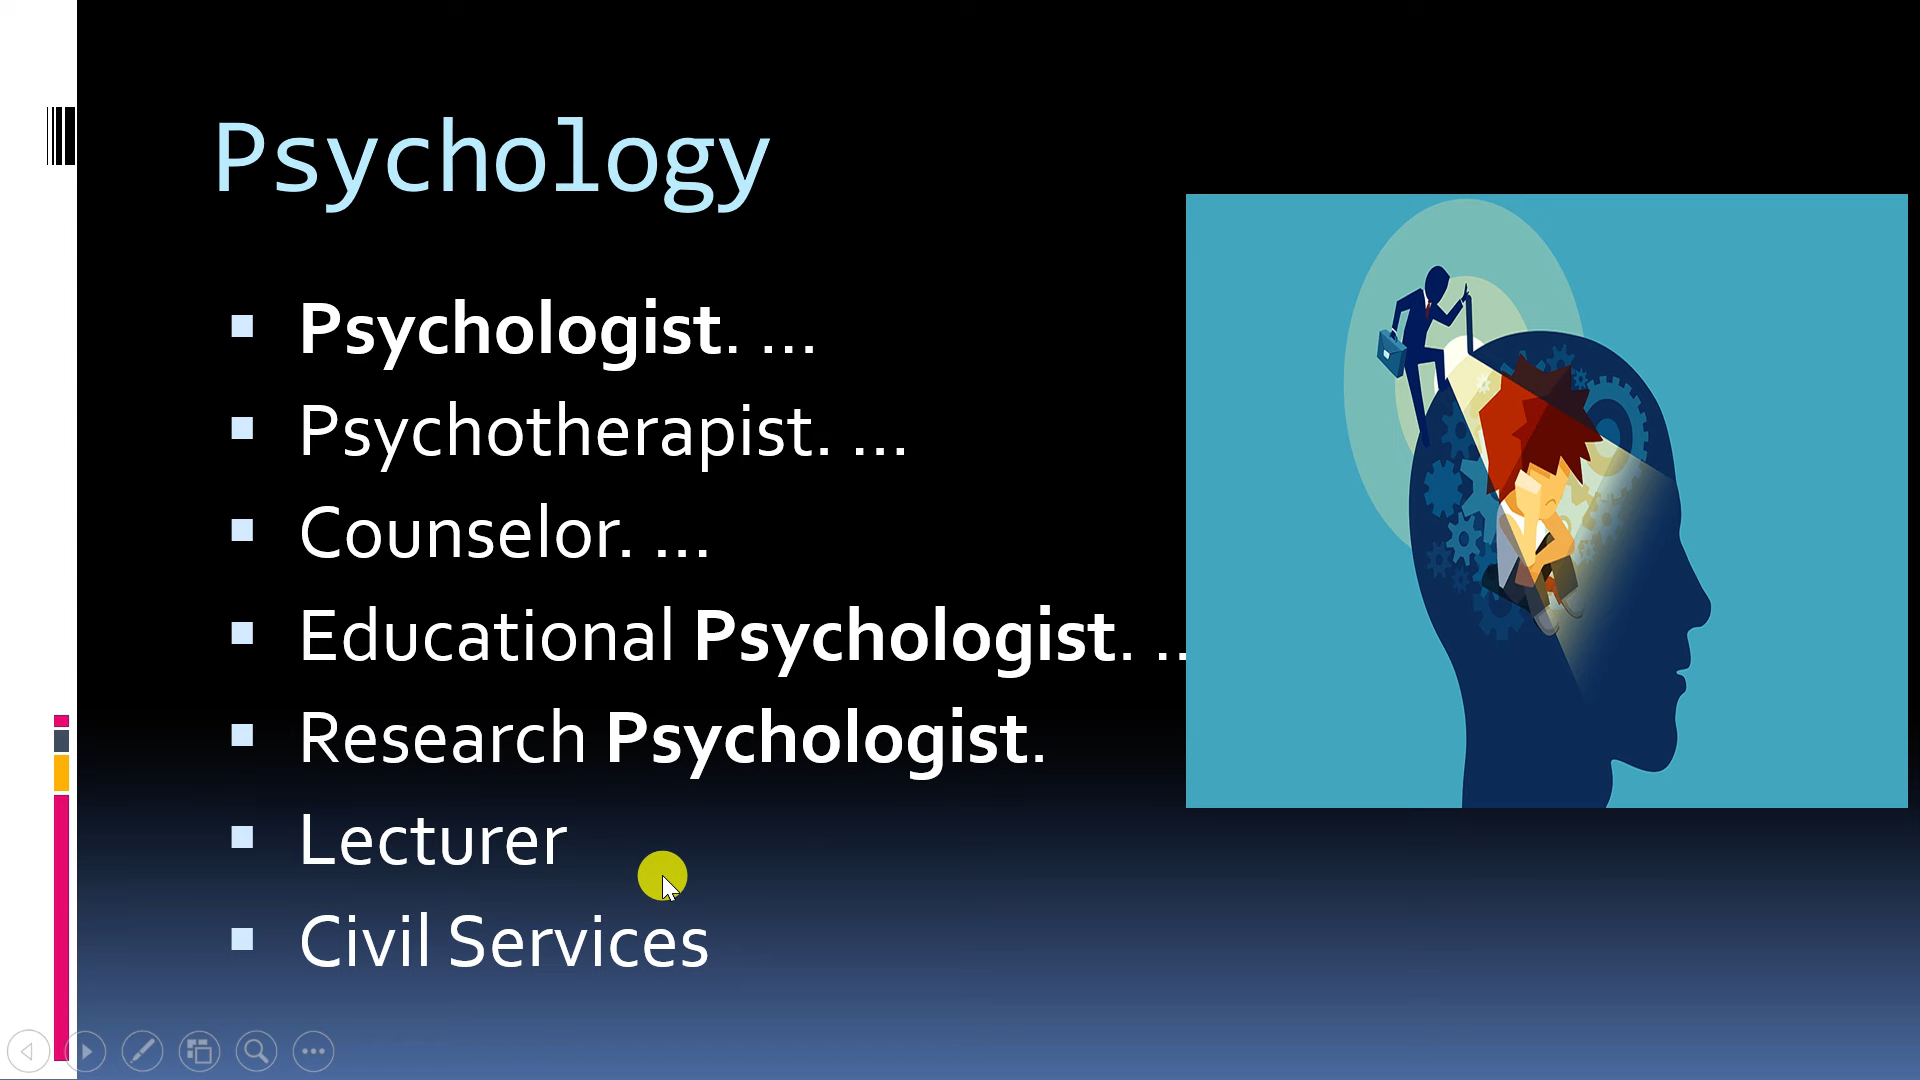 Psychology
Psychologist. ...
Psychotherapist. ...
Counselor. ...
Educational Psychologist. ..
Research Psychologist.
Lecturer
Civil Services